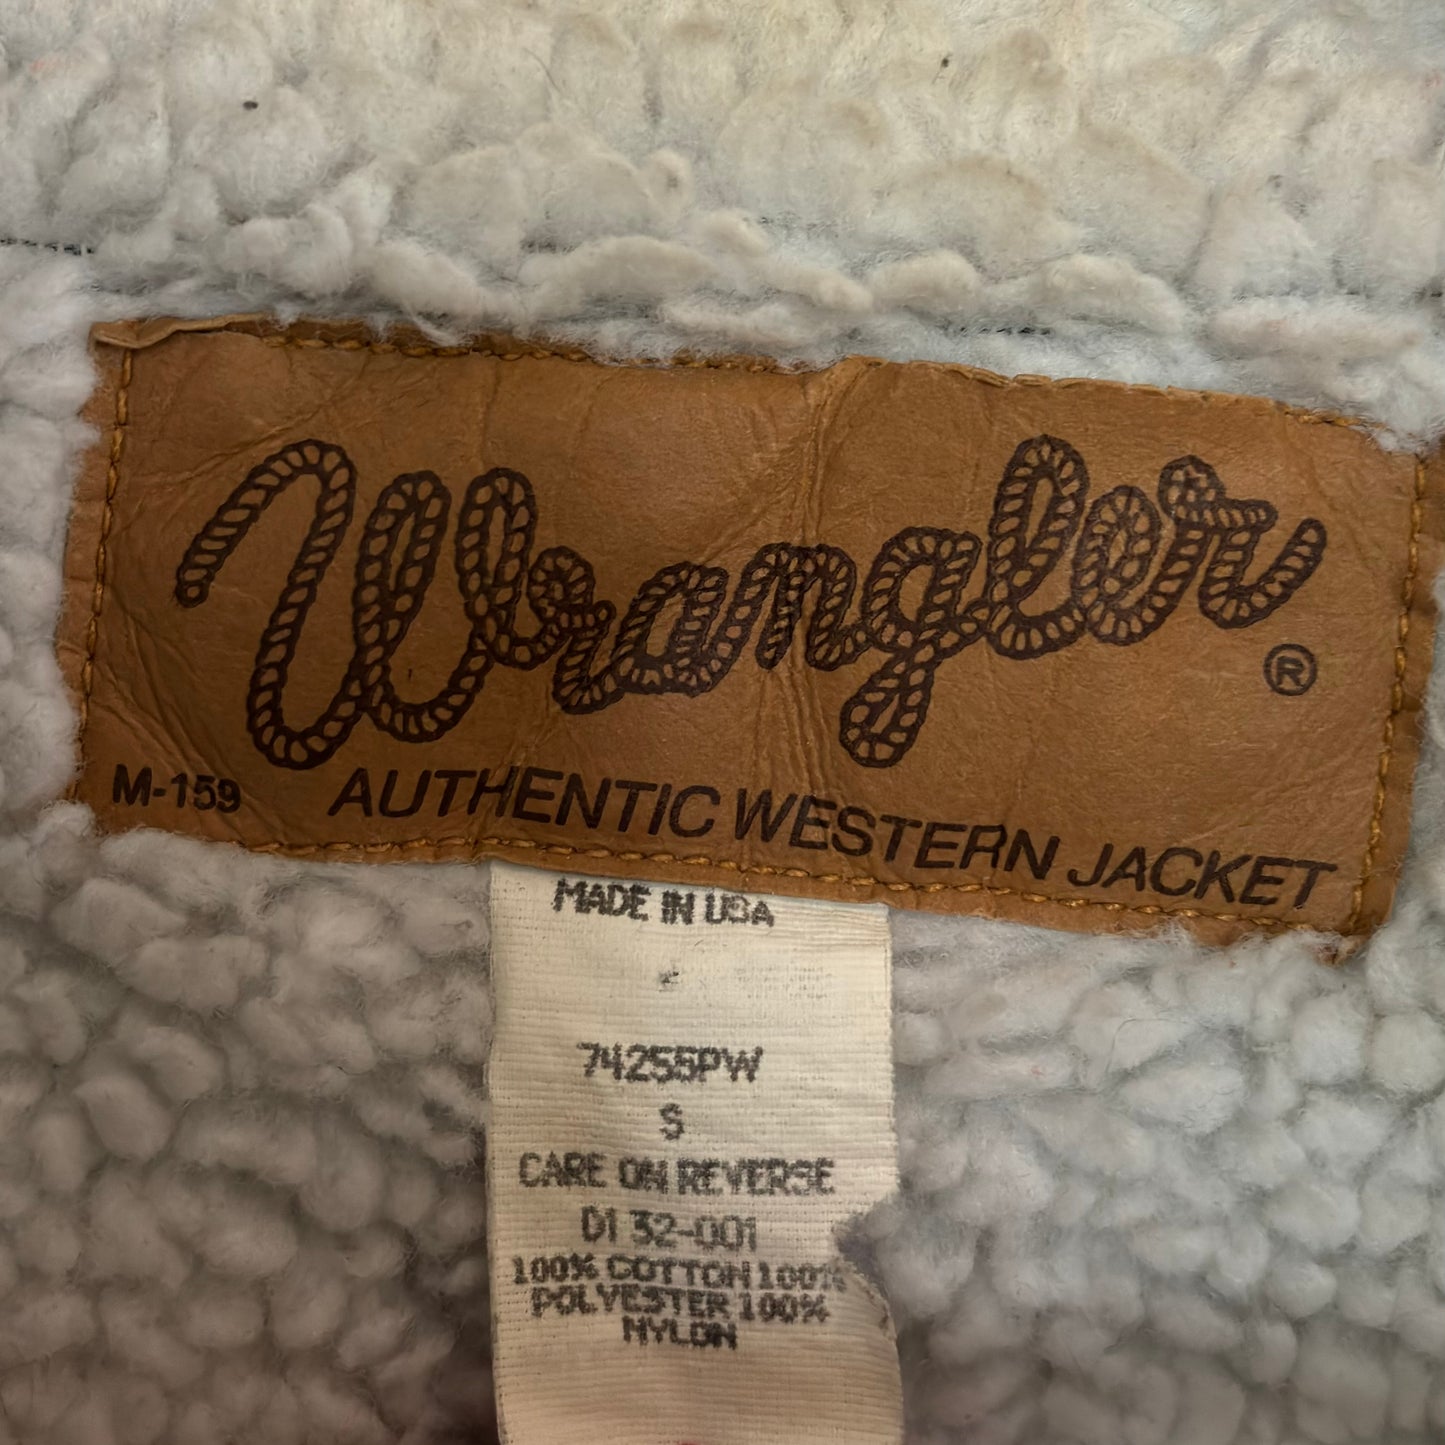 Wrangler®
M-159 AUTHENTIC WESTERN JACKET
MADE IN USA
74255PW
S
CARE ON REVERSE
DI 32-001
100% COTTON 100%
POLYESTER 100%
NYLON